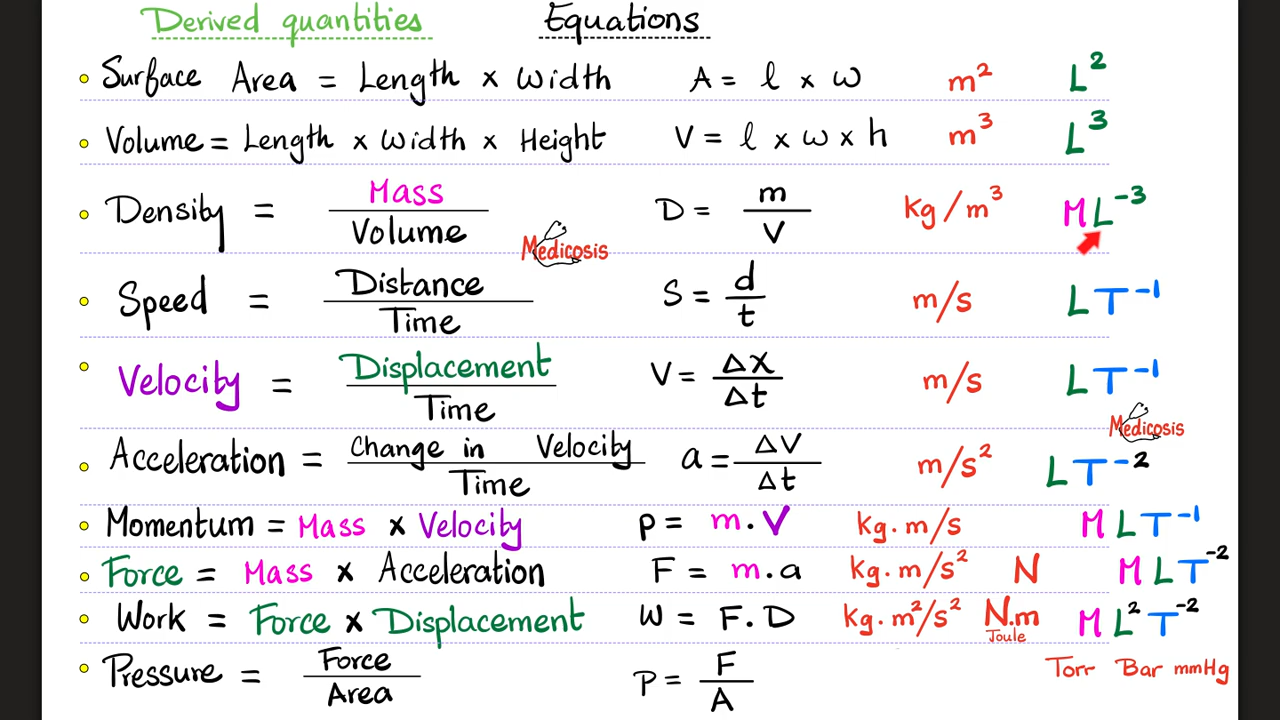 Derived quantities Equations
Surface Area = Length × Width A = l × w m² L²
Volume = Length × Width × Height V = l × w × h m³ L³
Density = Mass / Volume D = m / V kg/m³ ML⁻³
Medicosis
Speed = Distance / Time S = d / t m/s LT⁻¹
Velocity = Displacement / Time V = ΔX / Δt m/s LT⁻¹
Medicosis
Acceleration = Change in Velocity / Time a = ΔV / Δt m/s² LT⁻²
Momentum = Mass × Velocity p = m.V kg.m/s MLT⁻¹
Force = Mass × Acceleration F = m.a kg.m/s² N MLT⁻²
Work = Force × Displacement W = F.D kg.m²/s² N.m ML²T⁻²
Joule
Pressure = Force / Area P = F / A Torr Bar mmHg